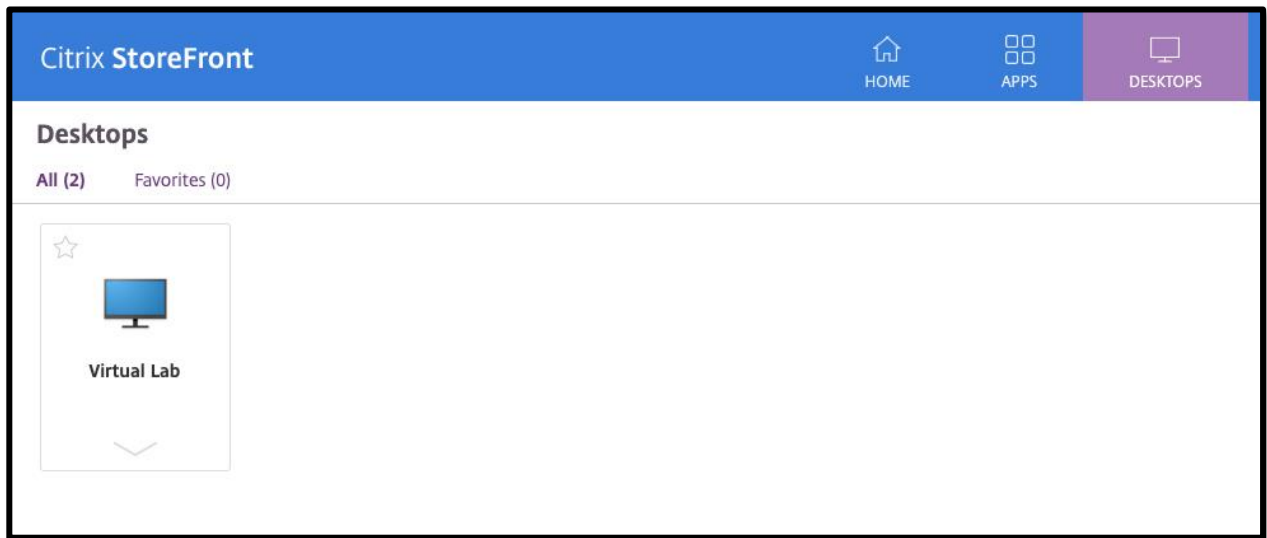 Citrix StoreFront
HOME
APPS
DESKTOPS
Desktops
All (2) Favorites (0)
Virtual Lab